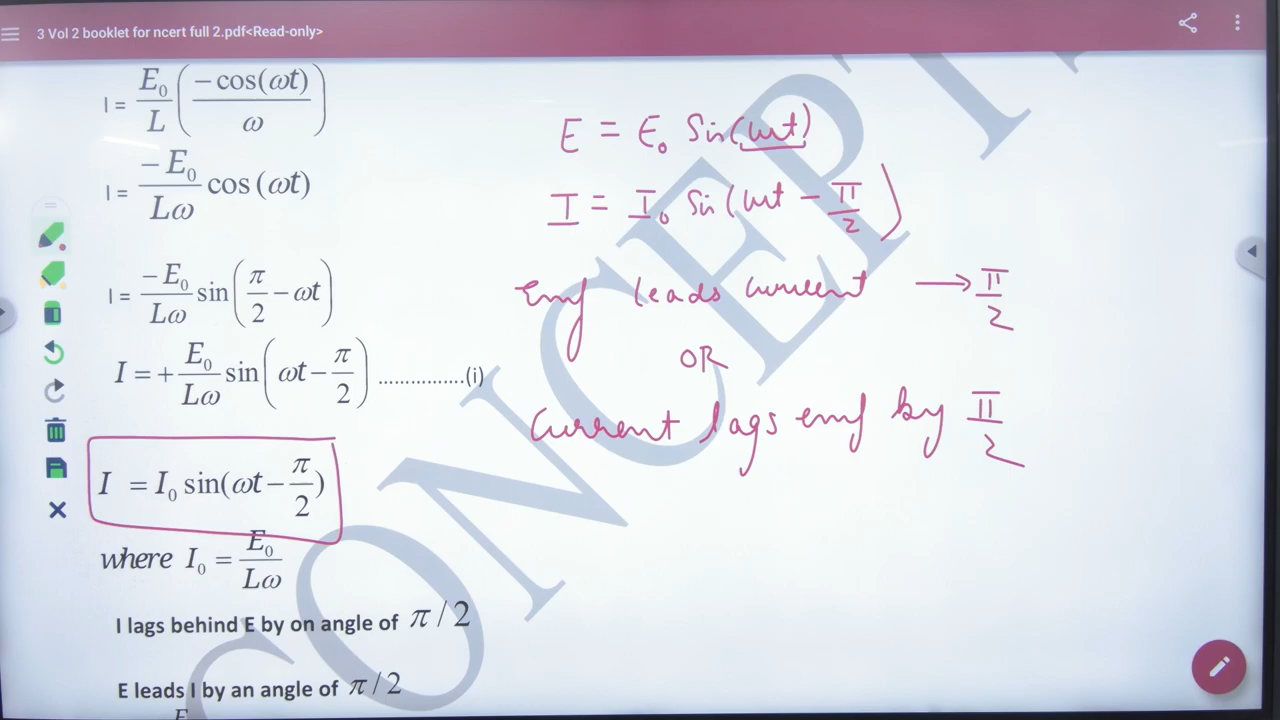 3 Vol 2 booklet for ncert full 2.pdf<Read-only>
I = E₀/L (−cos(ωt)/ω)
I = −E₀/Lω cos(ωt)
I = −E₀/Lω sin(π/2 − ωt)
I = + E₀/Lω sin(ωt − π/2) ................(i)
I = I₀ sin(ωt − π/2)
where I₀ = E₀/Lω
I lags behind E by on angle of π/2
E leads I by an angle of π/2
E
E = E₀ Sin(ωt)
I = I₀ Sin(ωt − π/2)
Emf leads current → π/2
OR
Current lags emf by π/2
CONCEPT